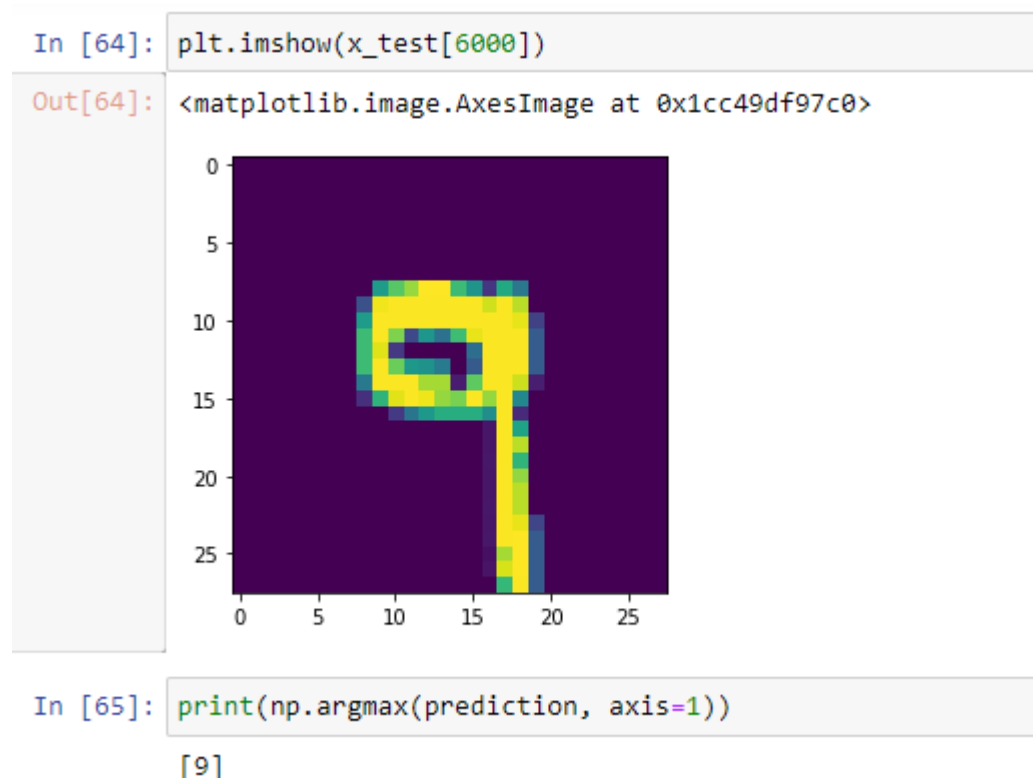 In [64]: plt.imshow(x_test[6000])
Out[64]: <matplotlib.image.AxesImage at 0x1cc49df97c0>
0
5
10
15
20
25
0 5 10 15 20 25
In [65]: print(np.argmax(prediction, axis=1))
[9]